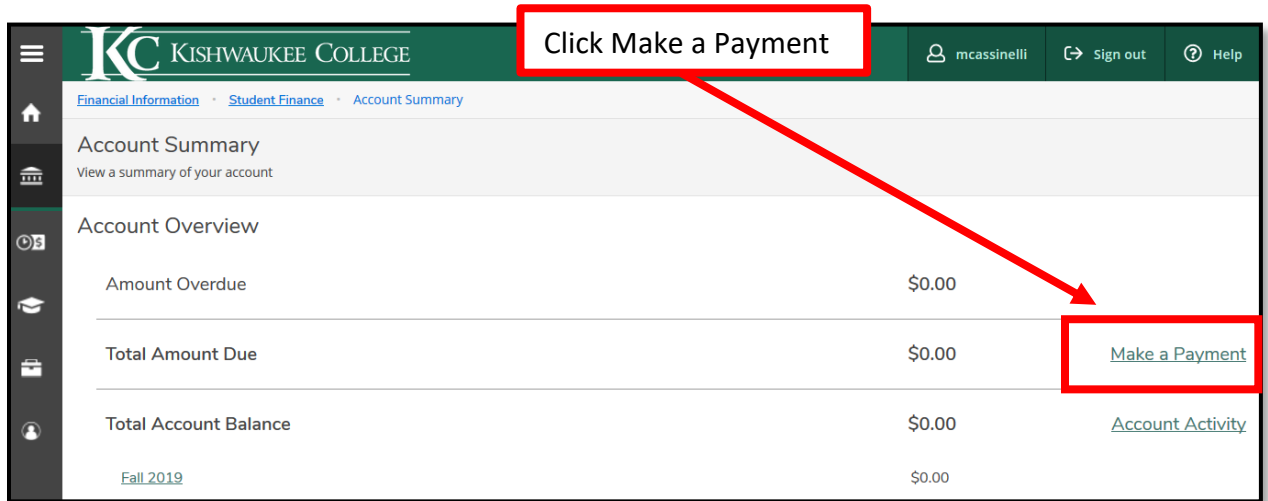 KC KISHWAUKEE COLLEGE
Click Make a Payment
mcassinelli
Sign out
Help
Financial Information · Student Finance · Account Summary
Account Summary
View a summary of your account
Account Overview
Amount Overdue $0.00
Total Amount Due $0.00 Make a Payment
Total Account Balance $0.00 Account Activity
Fall 2019 $0.00